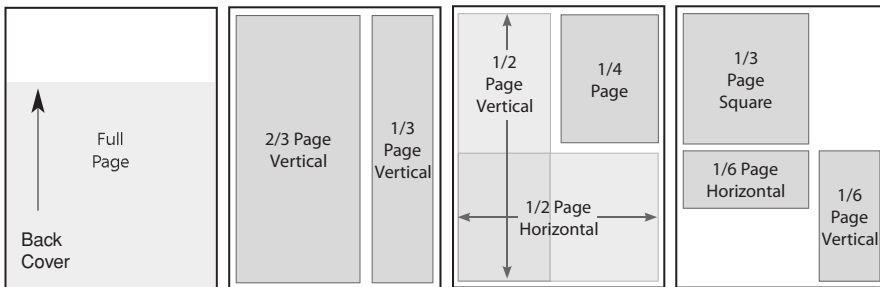 Full
Page
Back
Cover
2/3 Page
Vertical
1/3
Page
Vertical
1/2
Page
Vertical
1/4
Page
1/2 Page
Horizontal
1/3
Page
Square
1/6 Page
Horizontal
1/6
Page
Vertical